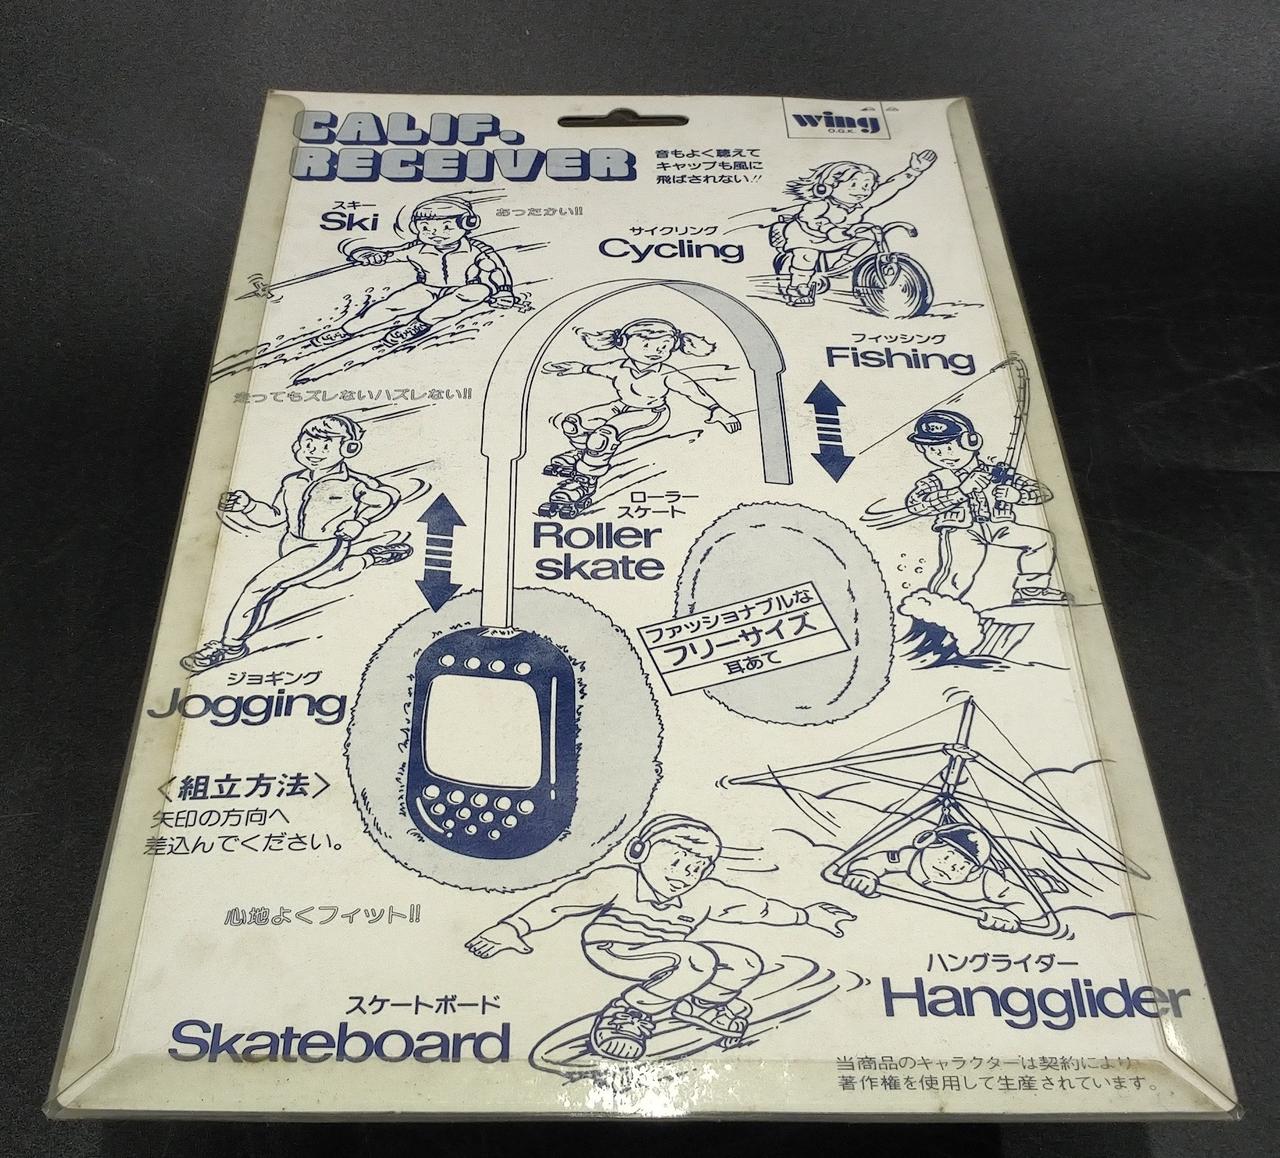 CALIF.
RECEIVER
wing
O.G.K.
音もよく聴えて
キャップも風に
飛ばされない!!
スキー
Ski
あったかい!!
サイクリング
Cycling
フィッシング
Fishing
走ってもズレないハズレない!!
ローラー
スケート
Roller
skate
ファッショナブルな
フリーサイズ
耳あて
ジョギング
Jogging
〈組立方法〉
矢印の方向へ
差込んでください。
心地よくフィット!!
ハングライダー
Hangglider
スケートボード
Skateboard
当商品のキャラクターは契約により
著作権を使用して生産されています。